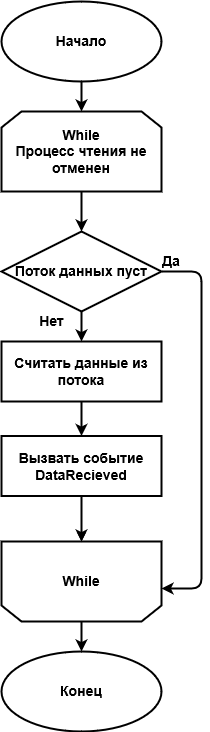 Начало
While
Процесс чтения не
отменен
Поток данных пуст
Да
Нет
Считать данные из
потока
Вызвать событие
DataRecieved
While
Конец